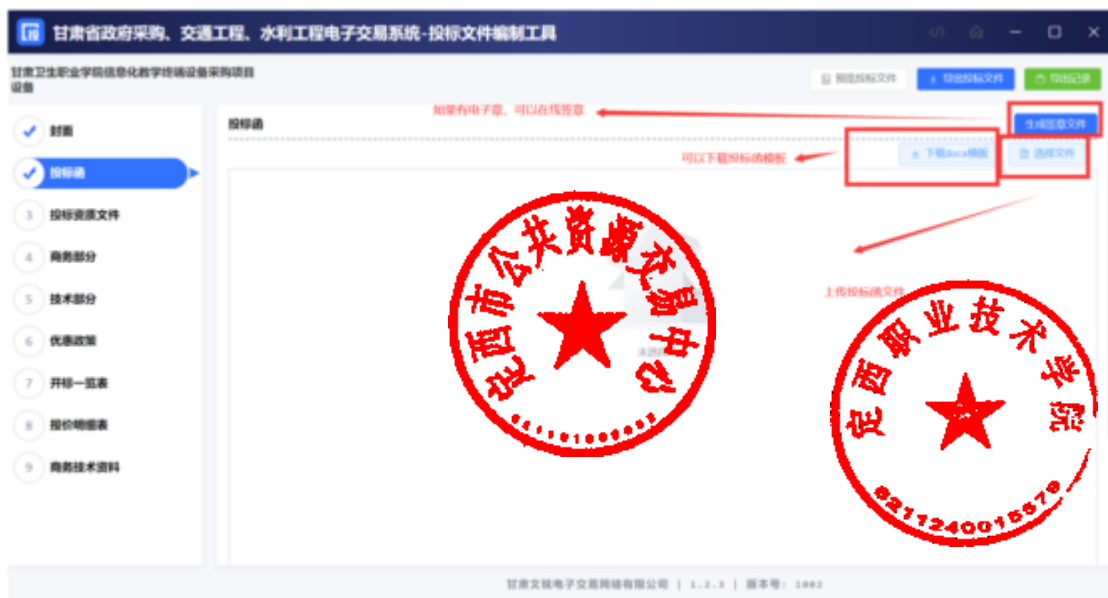 甘肃省政府采购、交通工程、水利工程电子交易系统-投标文件编制工具
甘肃卫生职业学院信息化教学终端设备采购项目
设备
预览投标文件
导出投标文件
导出记录
如果有电子章，可以在线签章
封面
投标函
生成签章文件
可以下载投标函模板
下载docx模板
选择文件
投标函
3 投标资质文件
4 商务部分
5 技术部分
6 优惠政策
7 开标一览表
8 报价明细表
9 商务技术资料
上传投标函文件
定西市公共资源交易中心
定西职业技术学院
6211240015579
甘肃文锐电子交易网络有限公司 | 1.2.3 | 版本号: 1002